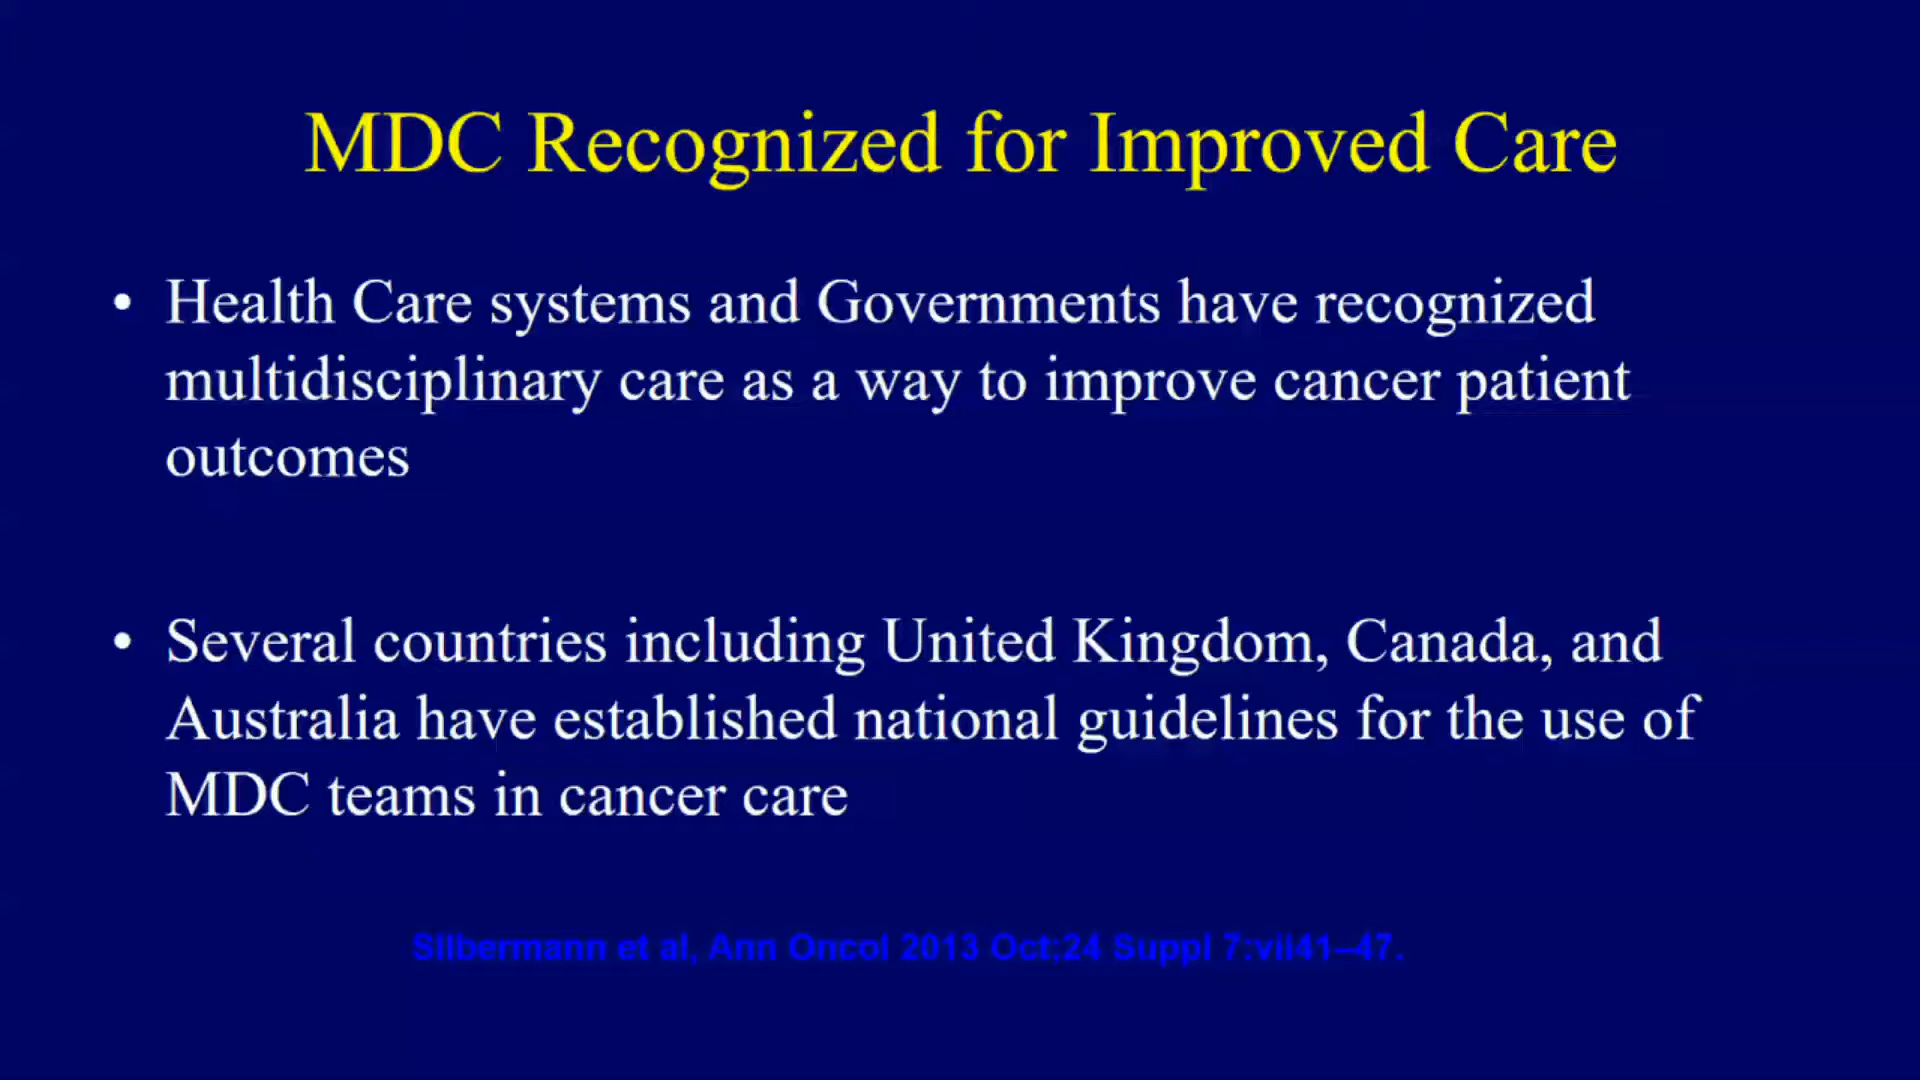 MDC Recognized for Improved Care
• Health Care systems and Governments have recognized
multidisciplinary care as a way to improve cancer patient
outcomes
• Several countries including United Kingdom, Canada, and
Australia have established national guidelines for the use of
MDC teams in cancer care
Silbermann et al, Ann Oncol 2013 Oct;24 Suppl 7:vii41–47.